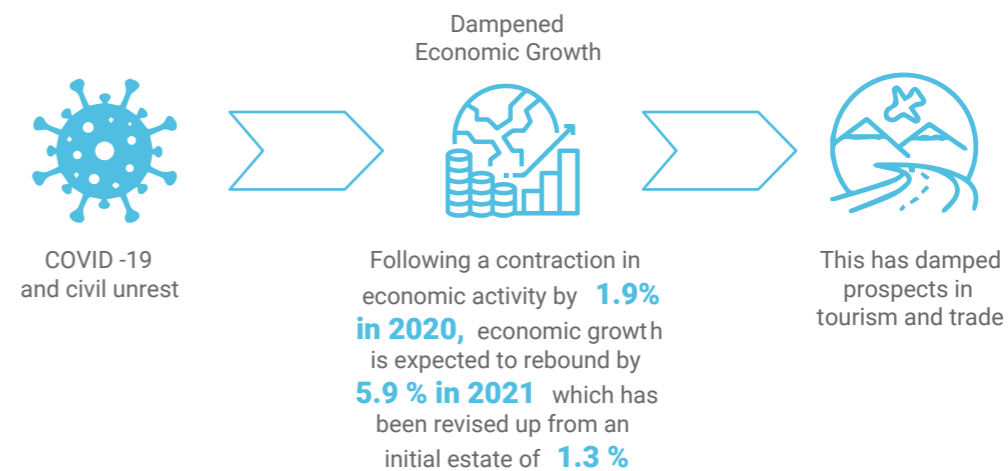 Dampened
Economic Growth
COVID -19
and civil unrest
Following a contraction in
economic activity by 1.9%
in 2020, economic growth
is expected to rebound by
5.9 % in 2021 which has
been revised up from an
initial estate of 1.3 %
This has damped
prospects in
tourism and trade